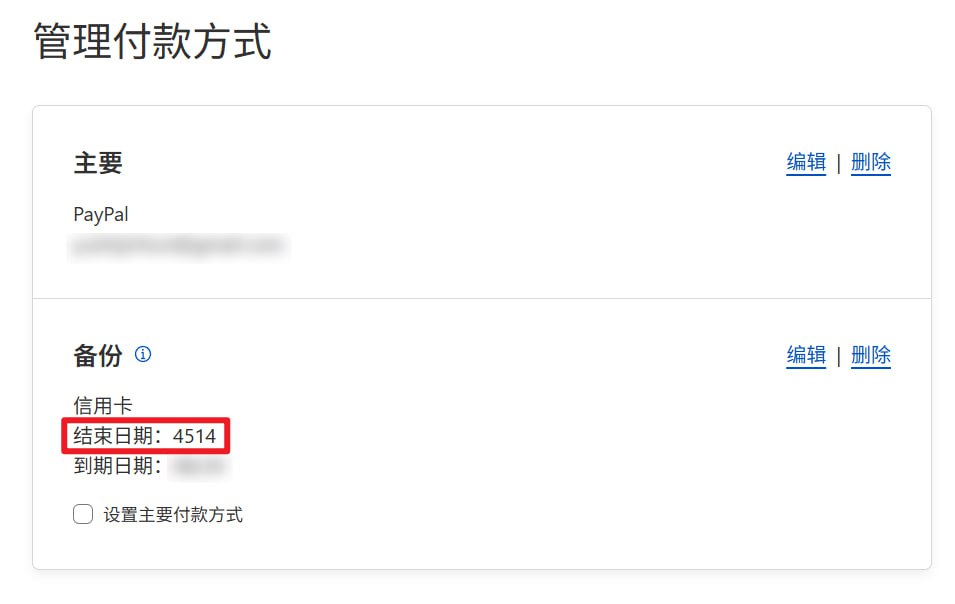 管理付款方式
主要
编辑 | 删除
PayPal
备份
编辑 | 删除
信用卡
结束日期：4514
到期日期：
设置主要付款方式